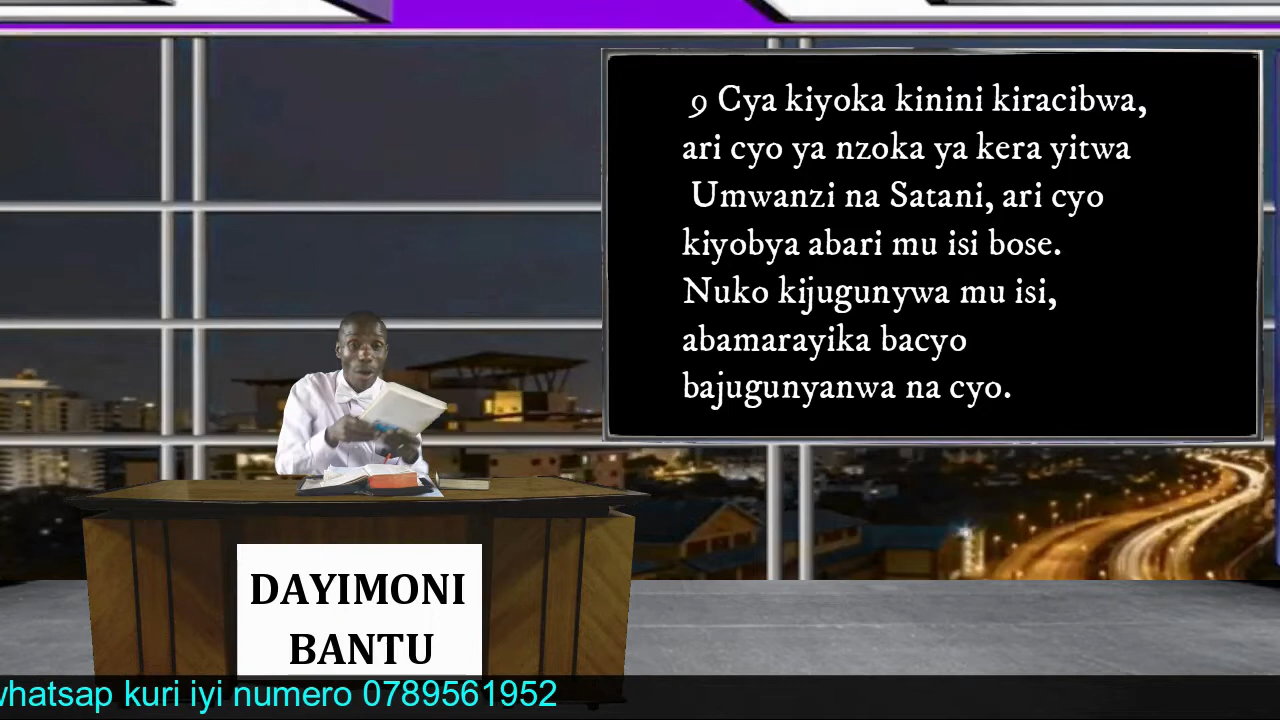 9 Cya kiyoka kinini kiracibwa,
ari cyo ya nzoka ya kera yitwa
Umwanzi na Satani, ari cyo
kiyobya abari mu isi bose.
Nuko kijugunywa mu isi,
abamarayika bacyo
bajugunyanwa na cyo.
DAYIMONI
BANTU
whatsap kuri iyi numero 0789561952